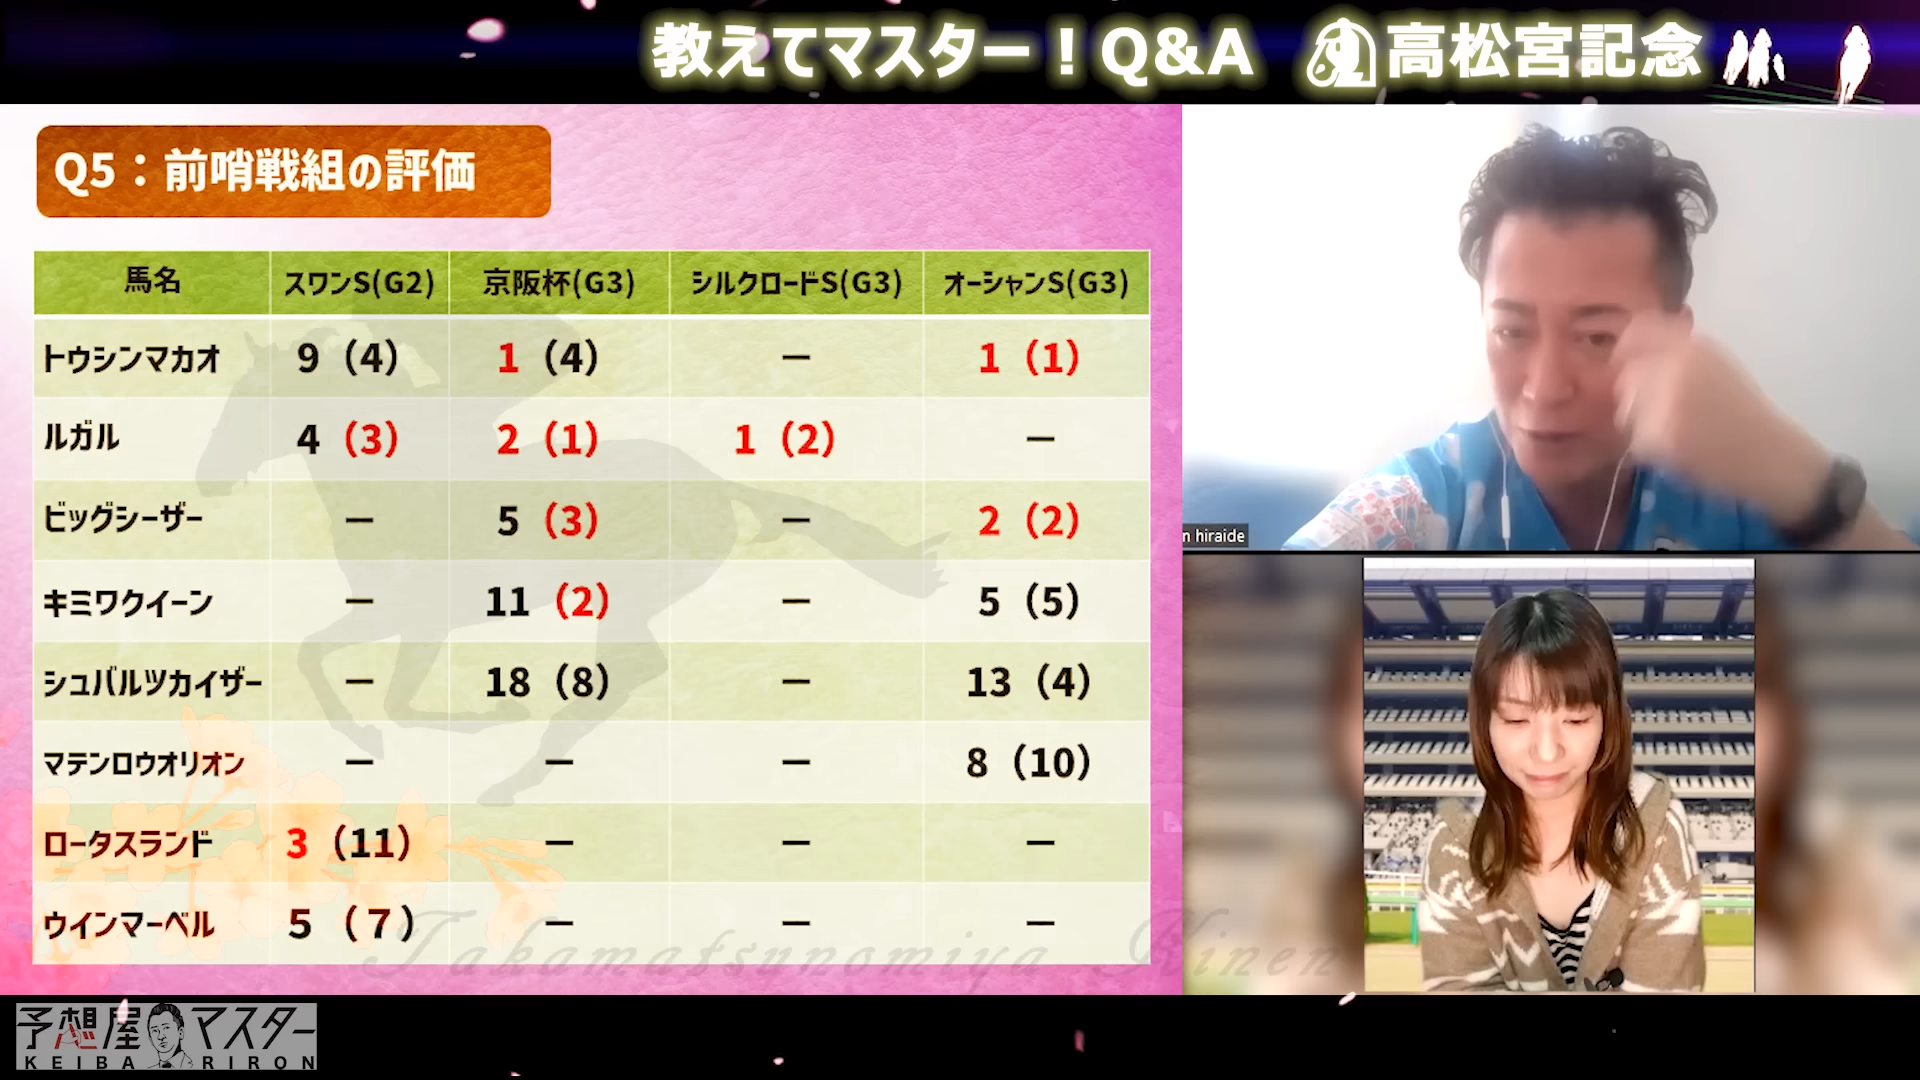 教えてマスター！Q&A 高松宮記念
Q5：前哨戦組の評価
馬名 スワンS(G2) 京阪杯(G3) シルクロードS(G3) オーシャンS(G3)
トウシンマカオ 9（4） 1（4） ー 1（1）
ルガル 4（3） 2（1） 1（2） ー
ビッグシーザー ー 5（3） ー 2（2）
キミワクイーン ー 11（2） ー 5（5）
シュバルツカイザー ー 18（8） ー 13（4）
マテンロウオリオン ー ー ー 8（10）
ロータスランド 3（11） ー ー ー
ウインマーベル 5（7） ー ー ー
Takamatsunomiya Kinen
n hiraide
予想屋マスター
KEIBA RIRON